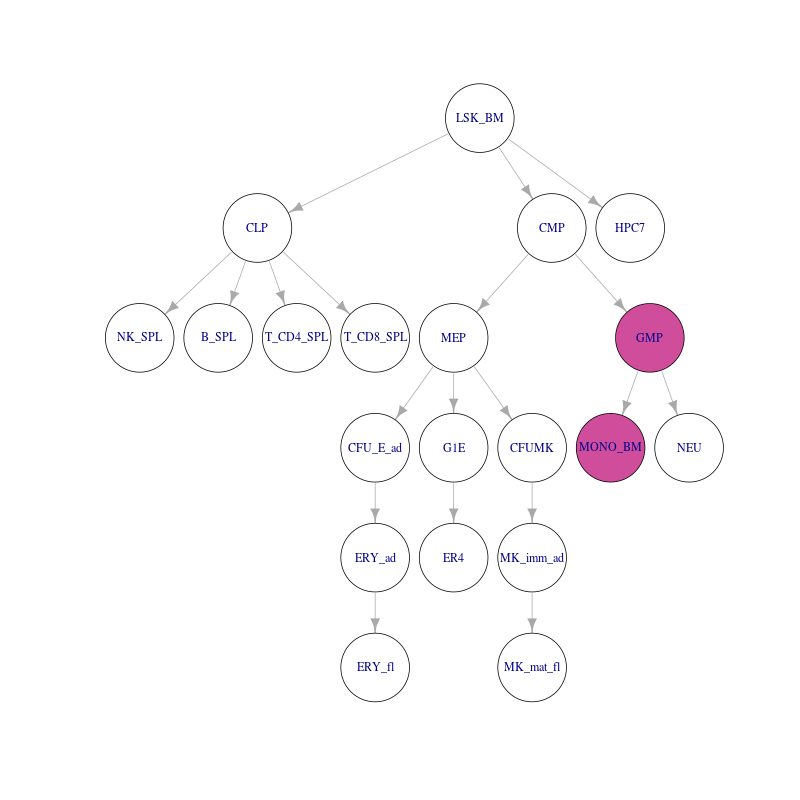 LSK_BM
CLP
CMP
HPC7
NK_SPL
B_SPL
T_CD4_SPL
T_CD8_SPL
MEP
GMP
CFU_E_ad
G1E
CFUMK
MONO_BM
NEU
ERY_ad
ER4
MK_imm_ad
ERY_fl
MK_mat_fl